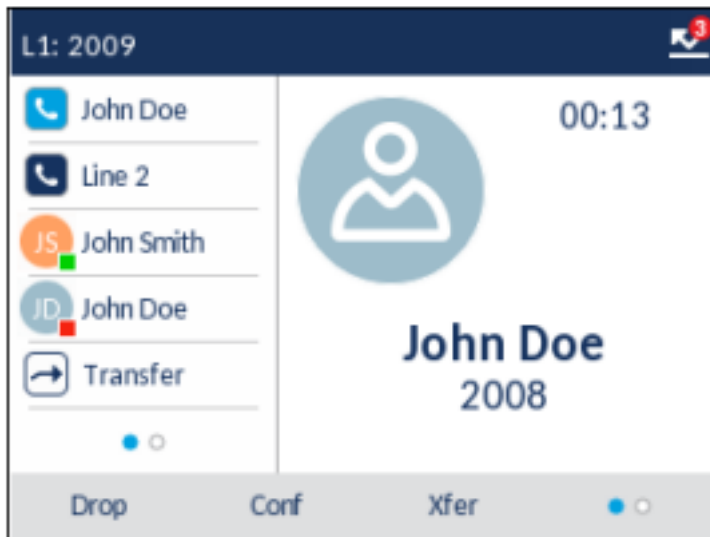 L1: 2009
3
John Doe
00:13
Line 2
JS John Smith
JD John Doe
Transfer
John Doe
2008
Drop Conf Xfer